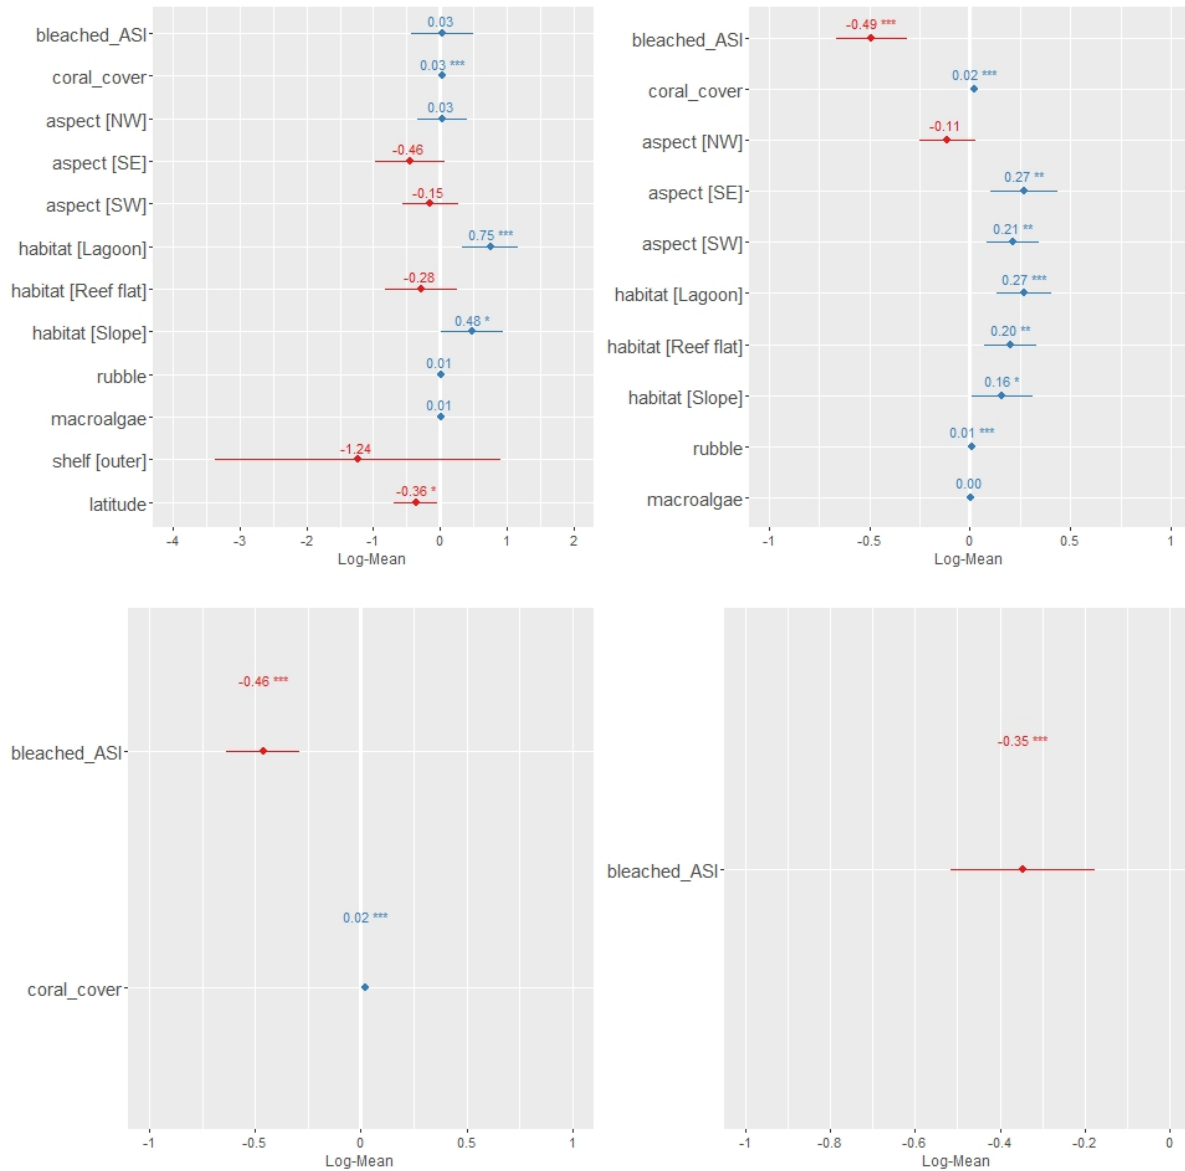 bleached_ASI
0.03
coral_cover
0.03 ***
aspect [NW]
0.03
aspect [SE]
-0.46
aspect [SW]
-0.15
habitat [Lagoon]
0.75 ***
habitat [Reef flat]
-0.28
habitat [Slope]
0.48 *
rubble
0.01
macroalgae
0.01
shelf [outer]
-1.24
latitude
-0.36 *
-4 -3 -2 -1 0 1 2
Log-Mean
bleached_ASI
-0.49 ***
coral_cover
0.02 ***
aspect [NW]
-0.11
aspect [SE]
0.27 **
aspect [SW]
0.21 **
habitat [Lagoon]
0.27 ***
habitat [Reef flat]
0.20 **
habitat [Slope]
0.16 *
rubble
0.01 ***
macroalgae
0.00
-1 -0.5 0 0.5 1
Log-Mean
-0.46 ***
bleached_ASI
0.02 ***
coral_cover
-1 -0.5 0 0.5 1
Log-Mean
-0.35 ***
bleached_ASI
-1 -0.8 -0.6 -0.4 -0.2 0
Log-Mean